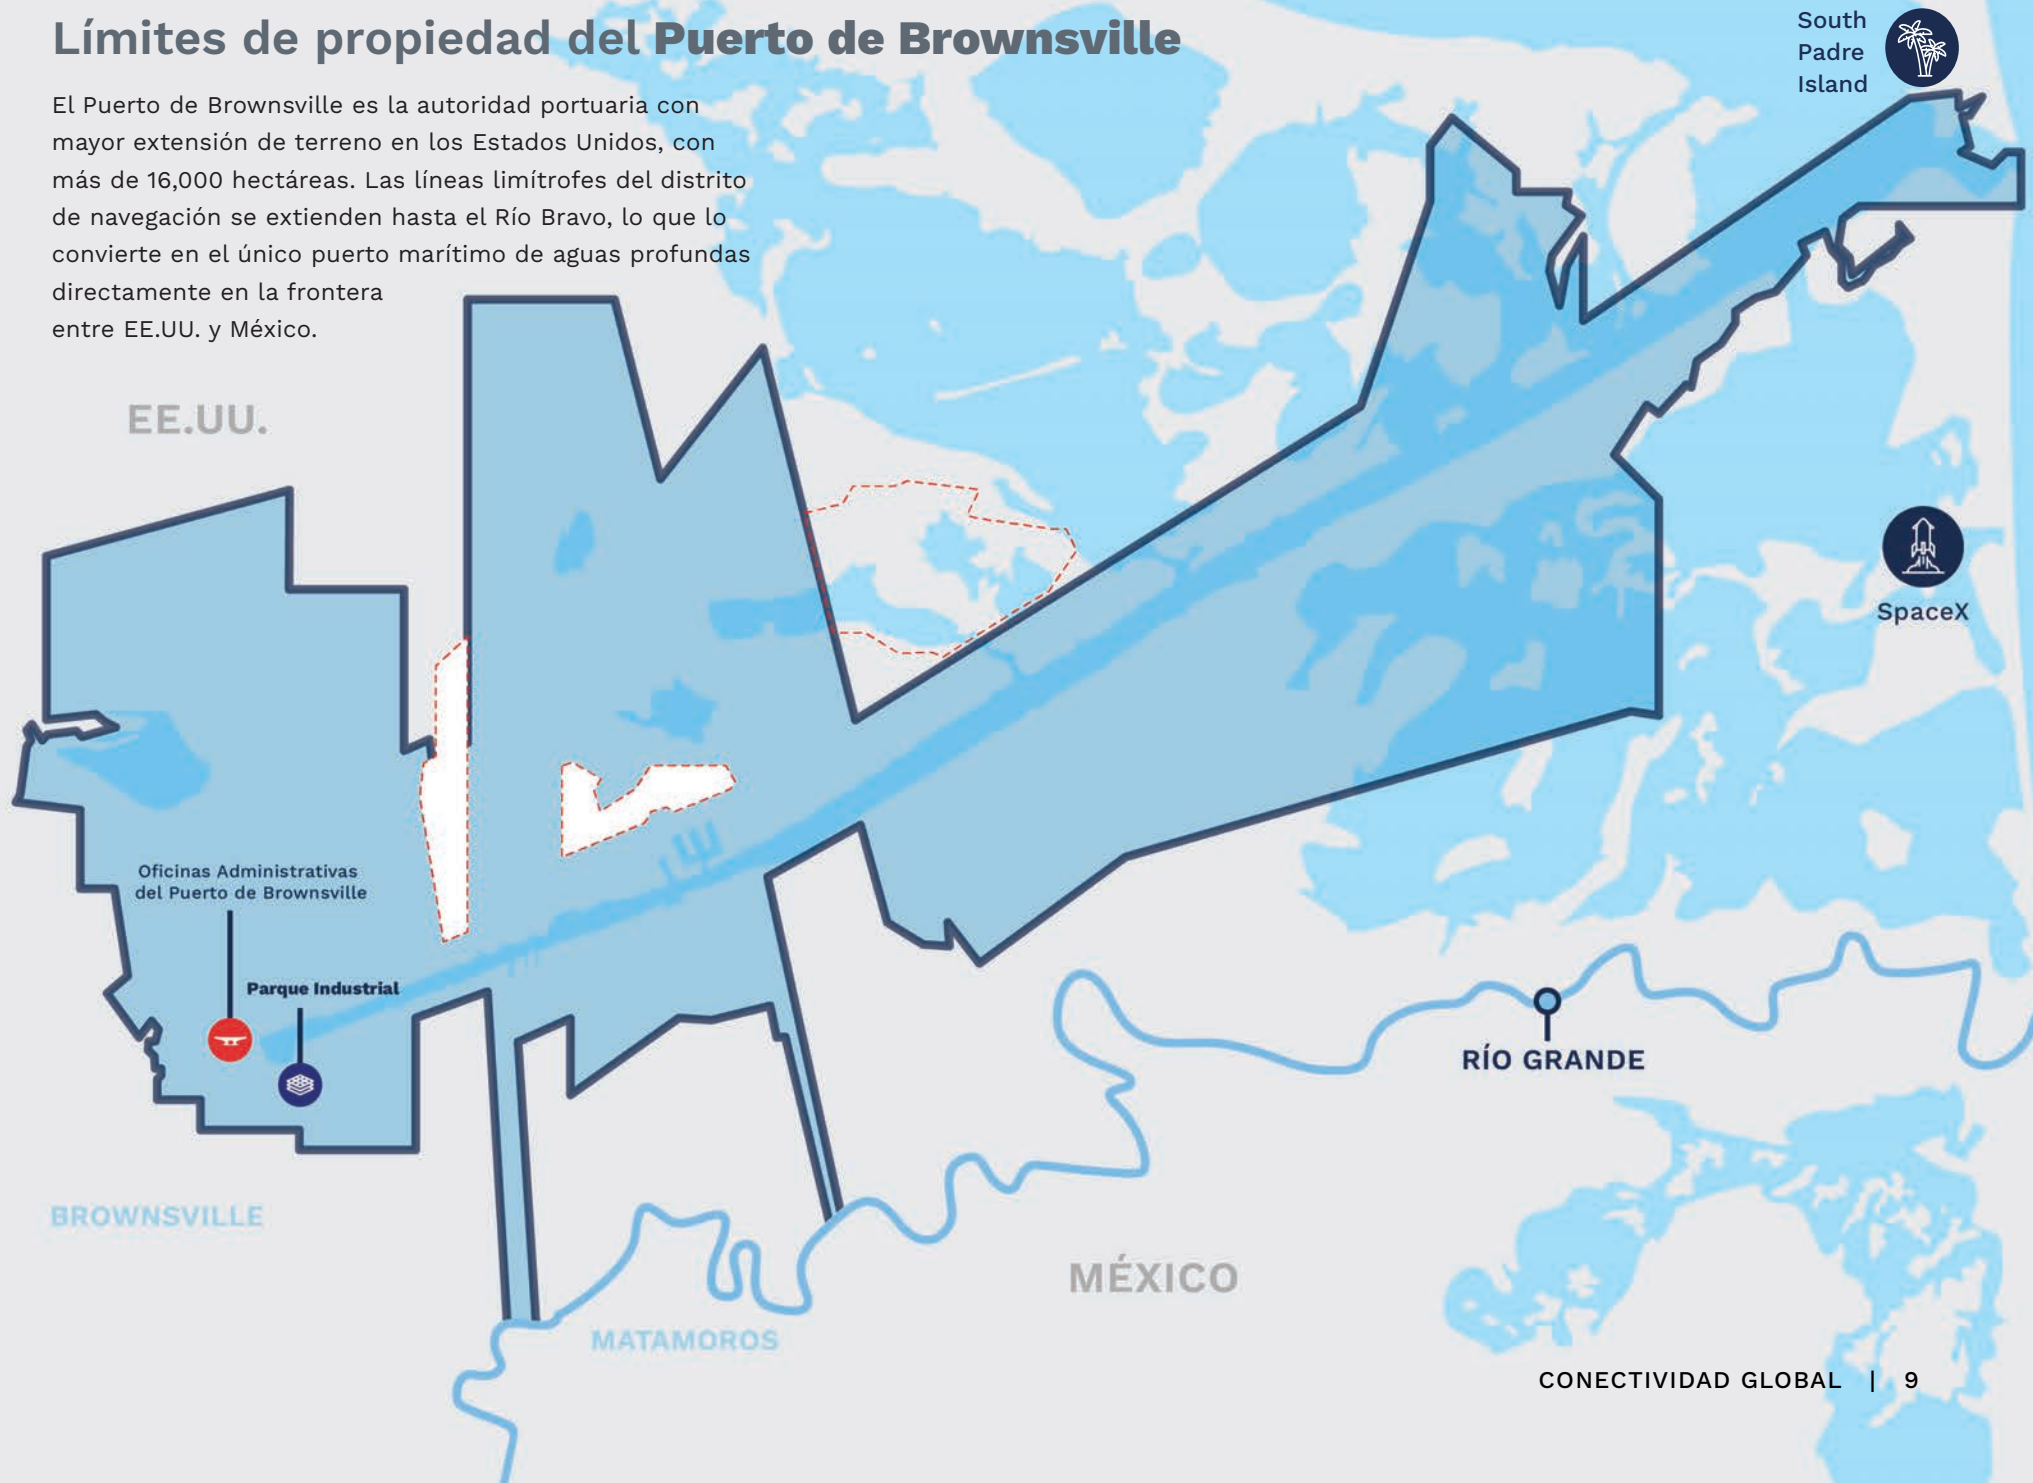 Límites de propiedad del Puerto de Brownsville
El Puerto de Brownsville es la autoridad portuaria con
mayor extensión de terreno en los Estados Unidos, con
más de 16,000 hectáreas. Las líneas limítrofes del distrito
de navegación se extienden hasta el Río Bravo, lo que lo
convierte en el único puerto marítimo de aguas profundas
directamente en la frontera
entre EE.UU. y México.
South
Padre
Island
EE.UU.
SpaceX
Oficinas Administrativas
del Puerto de Brownsville
Parque Industrial
RÍO GRANDE
BROWNSVILLE
MÉXICO
MATAMOROS
CONECTIVIDAD GLOBAL | 9